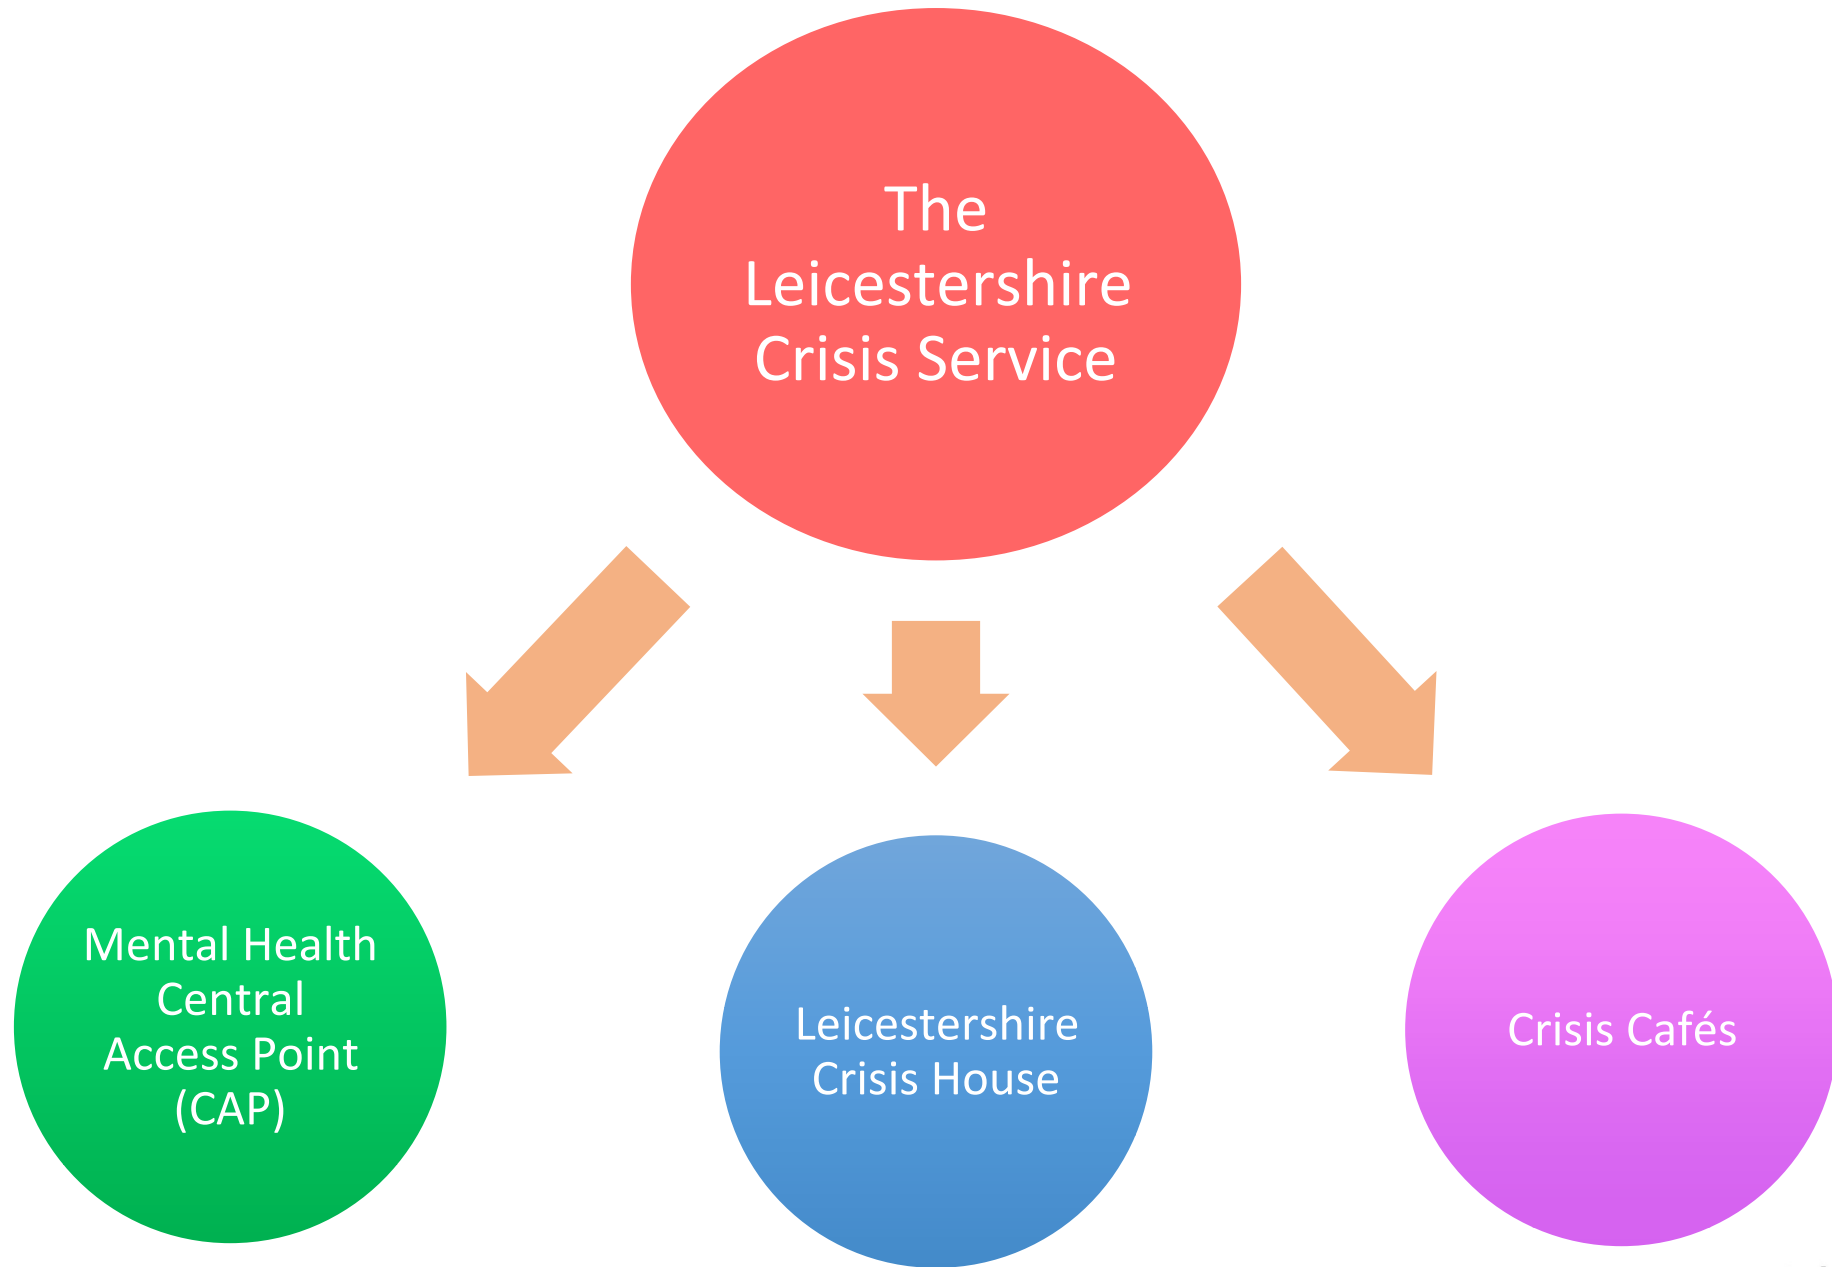 The
Leicestershire
Crisis Service
Mental Health
Central
Access Point
(CAP)
Leicestershire
Crisis House
Crisis Cafés